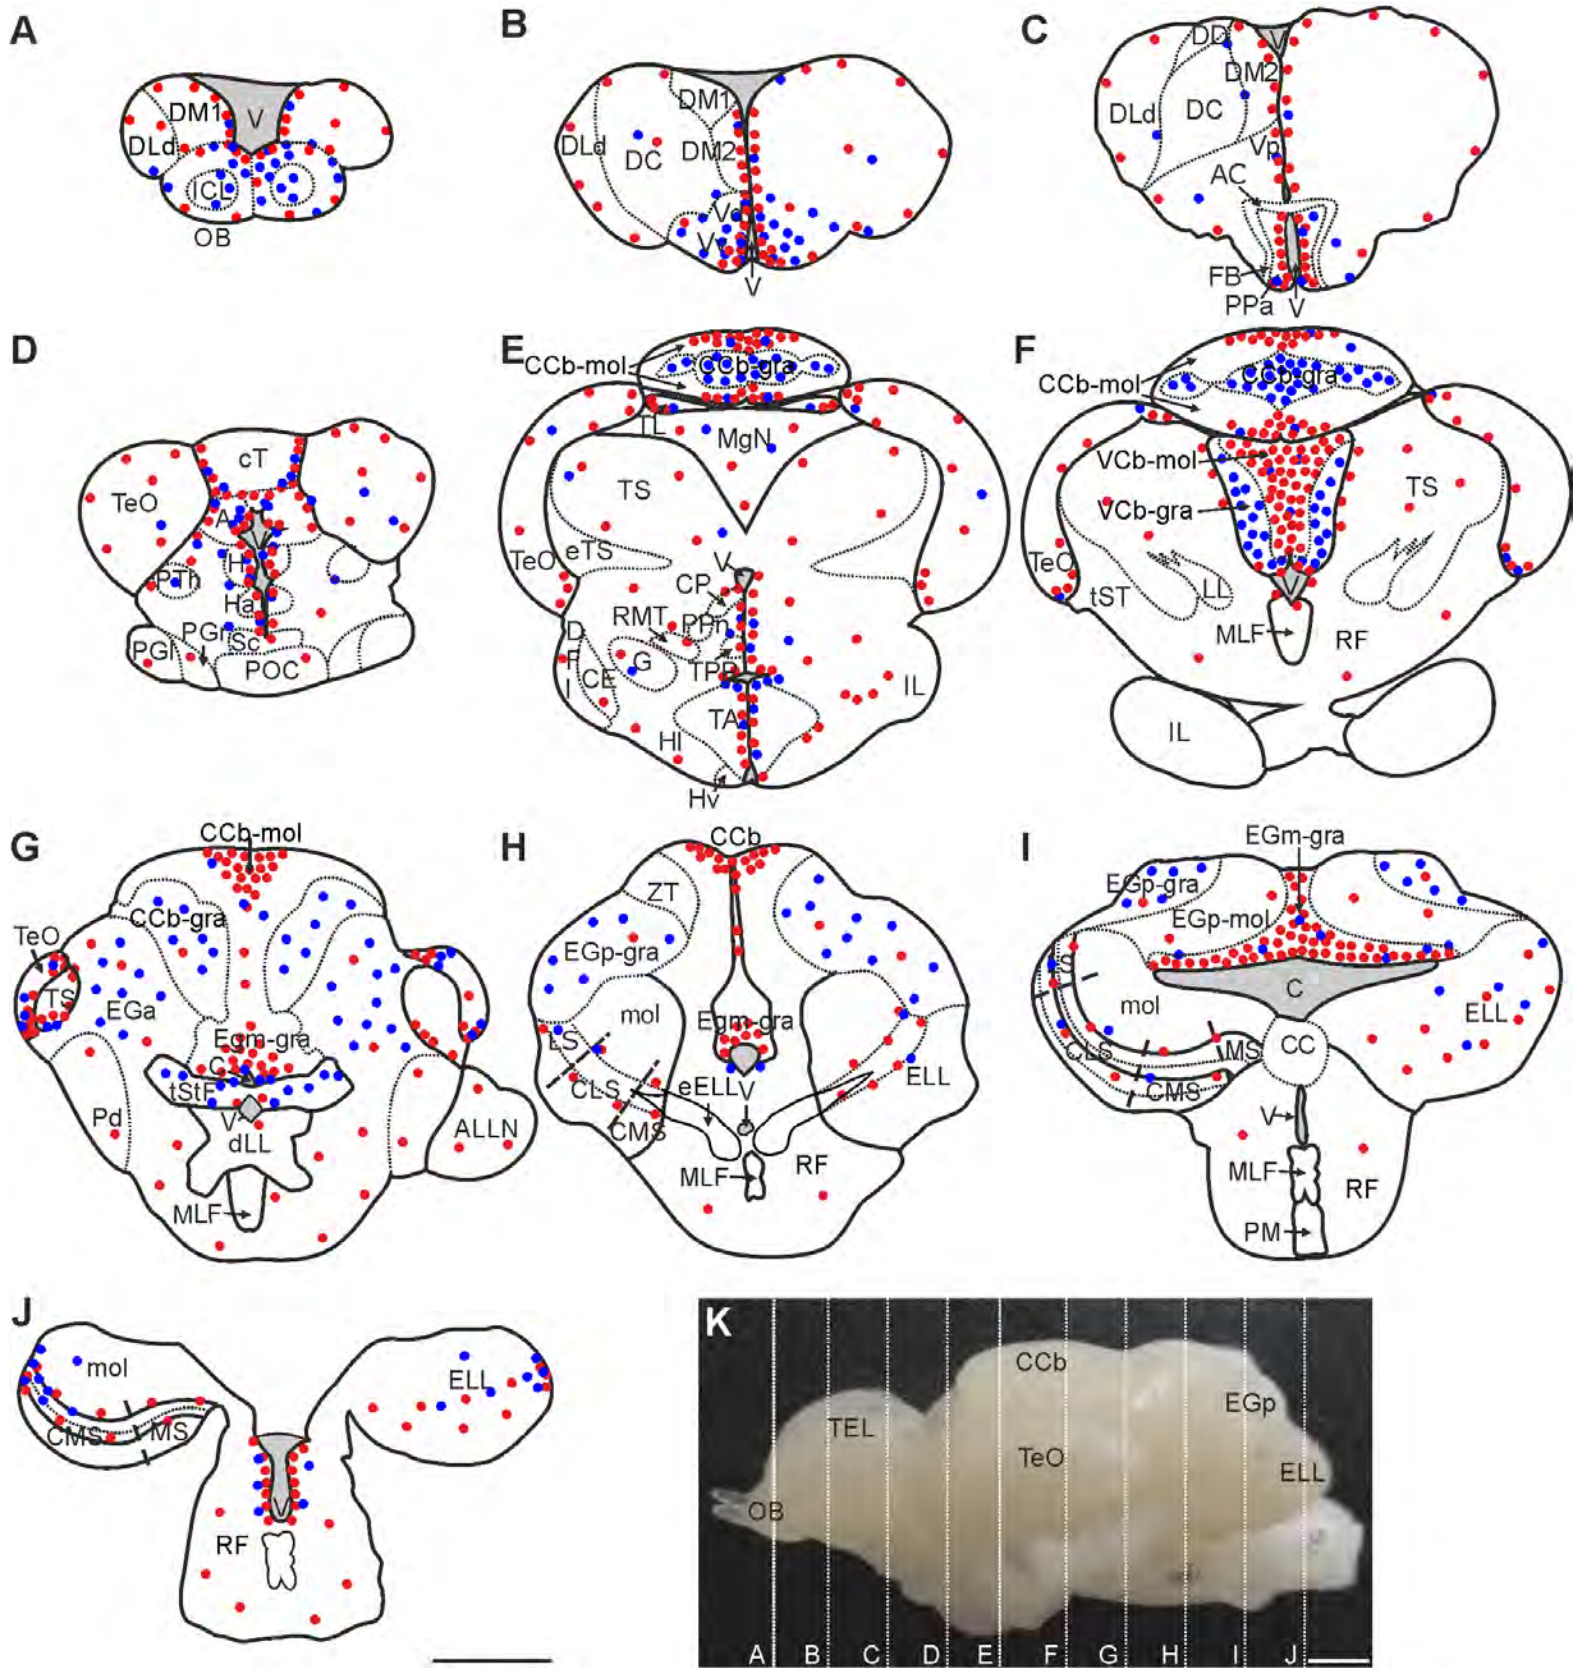 A
DM1
V
DLd
ICL
OB
B
DM1
DLd
DC
DM2
Vd
Vv
V
C
DD
V
DM2
DLd
DC
Vp
AC
FB
PPa
V
D
cT
TeO
A
H
PTh
Ha
PGr
Sc
PGl
POC
E
CCb-mol
CCb-gra
TL
MgN
TS
TeO
eTS
V
CP
RMT
PPn
D
F
I
G
CE
TPP
TA
IL
HI
Hv
F
CCb-mol
CCb-gra
VCb-mol
VCb-gra
TS
TeO
tST
LL
MLF
RF
IL
G
CCb-mol
CCb-gra
TeO
TS
EGa
Egm-gra
C
tStF
V
Pd
dLL
ALLN
MLF
H
CCb
ZT
EGp-gra
mol
Egm-gra
LS
CLS
eELL
V
ELL
CMS
MLF
RF
I
EGm-gra
EGp-gra
EGp-mol
LS
mol
C
ELL
CLS
MS
CC
CMS
V
MLF
RF
PM
J
mol
ELL
CMS
MS
V
RF
K
CCb
TEL
EGp
TeO
ELL
OB
A B C D E F G H I J